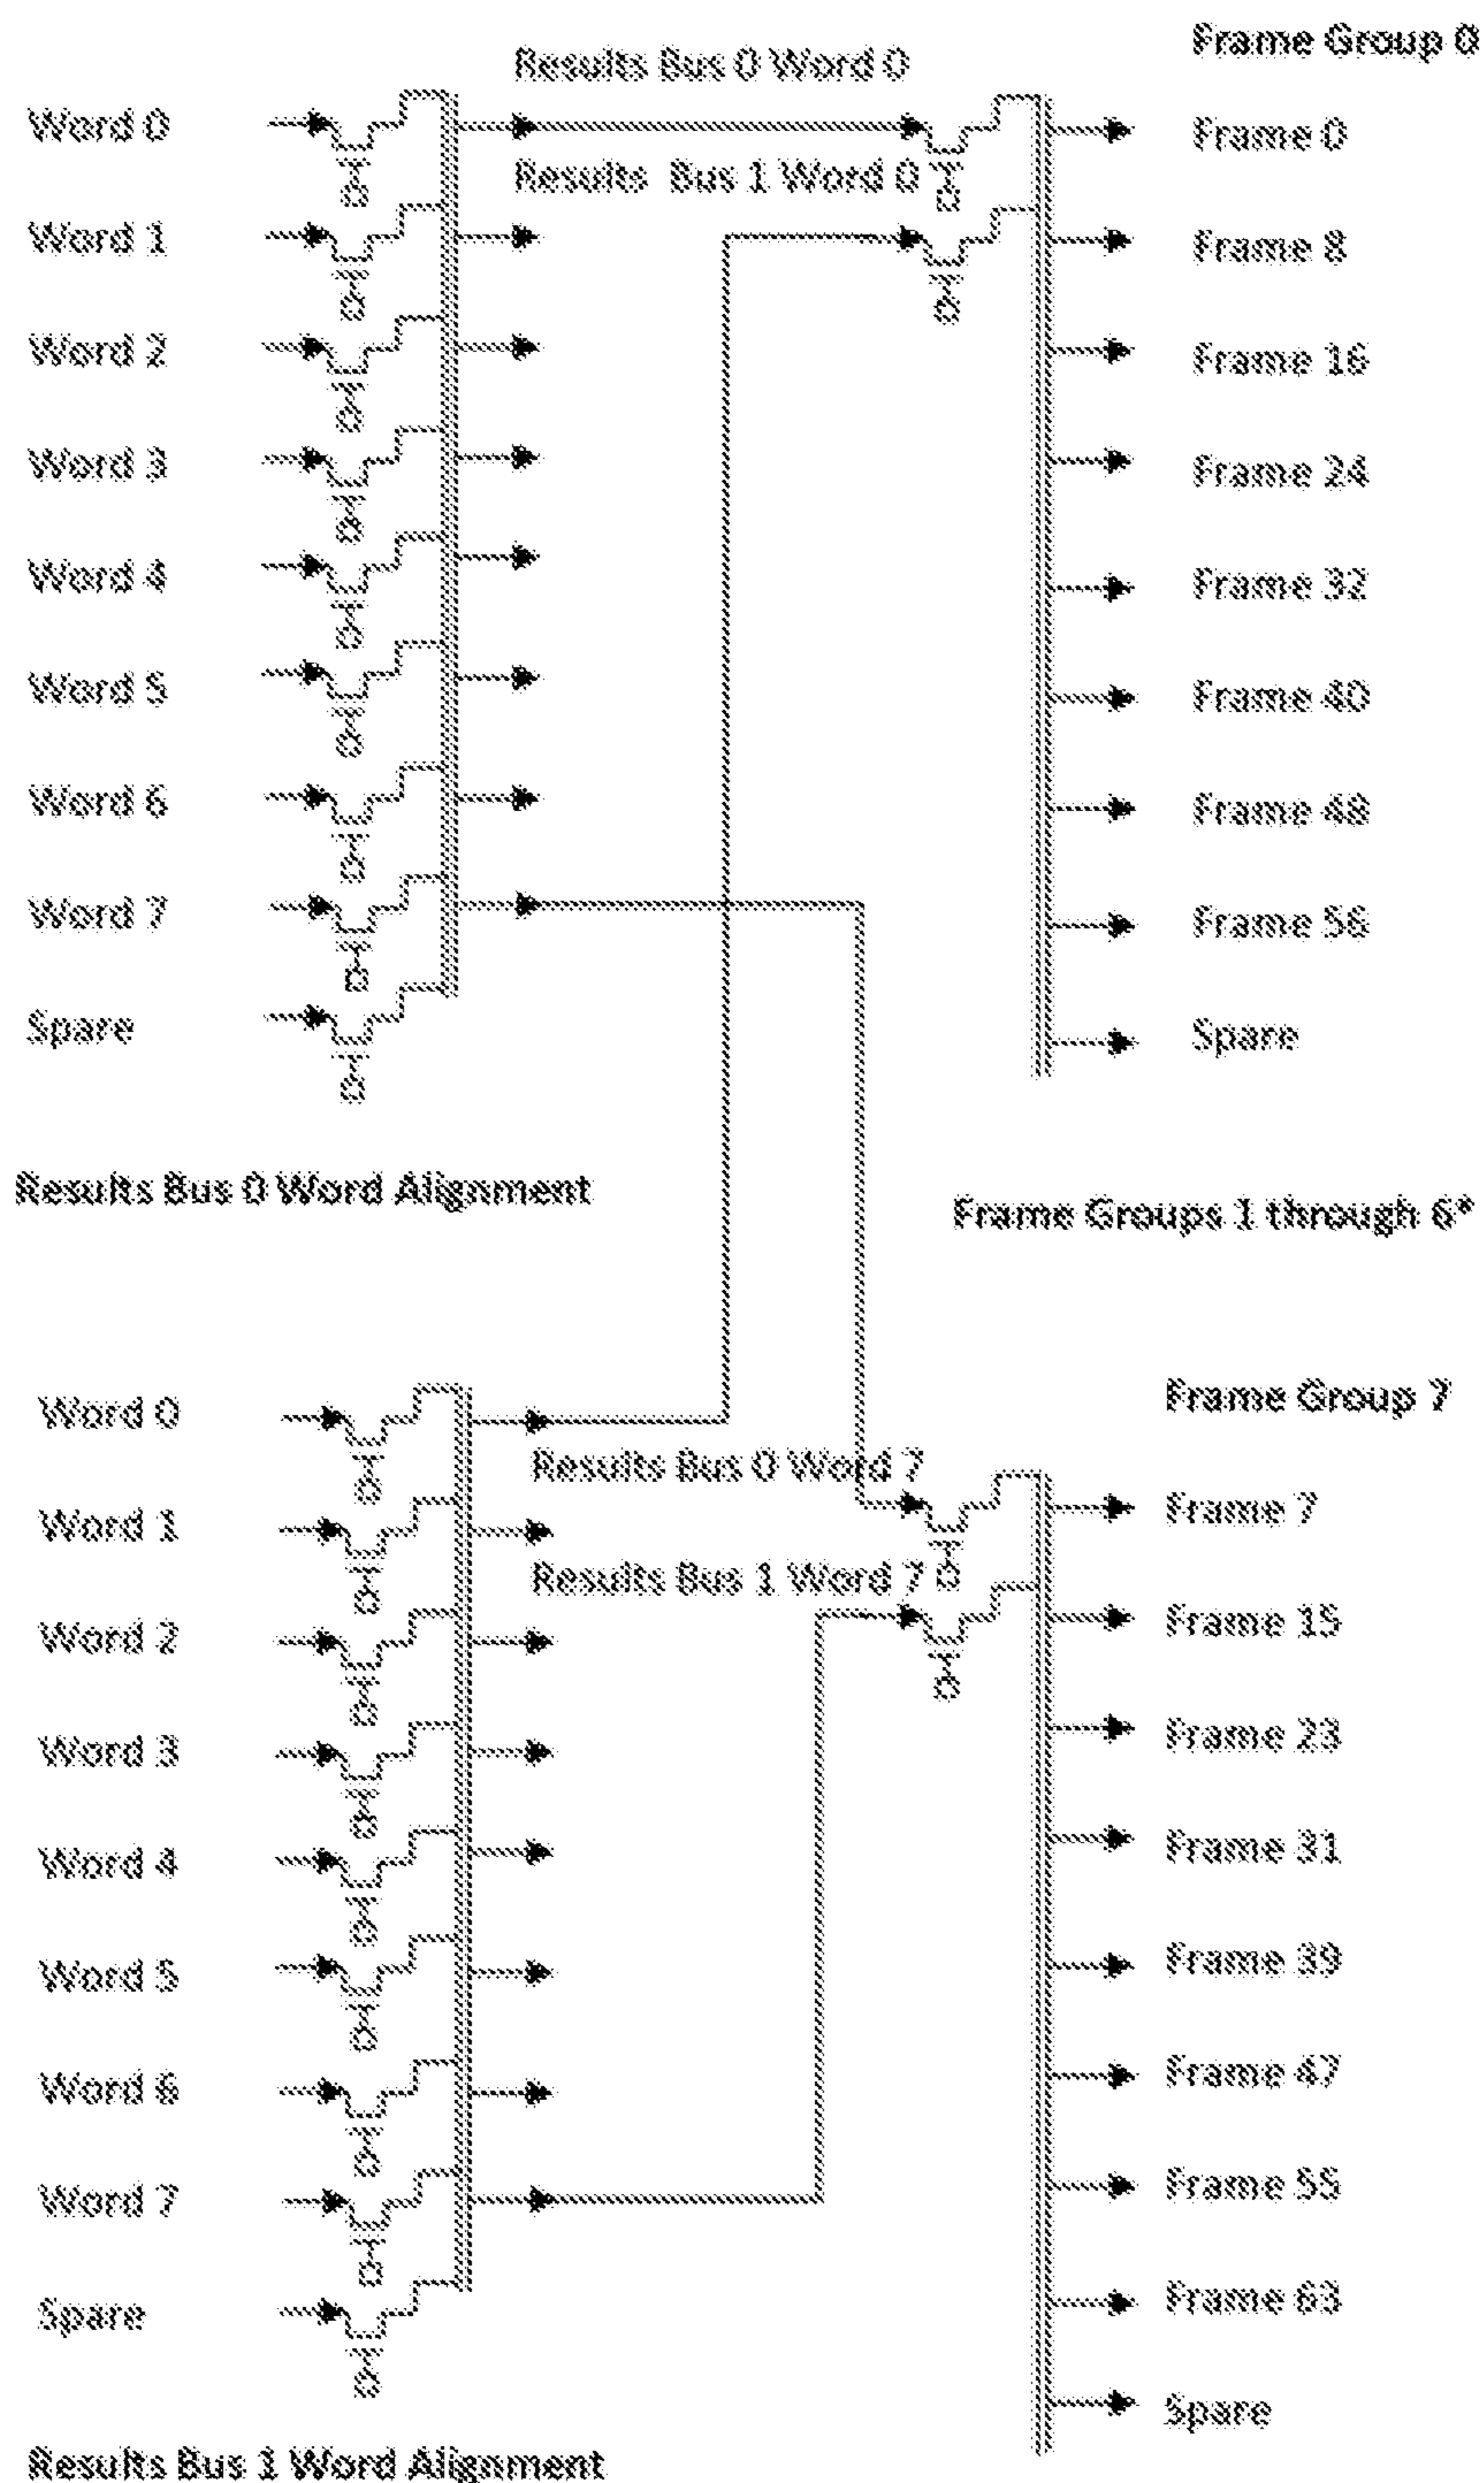 Frame Group 0
Results Bus 0 Word 0
Word 0
Frame 0
Results Bus 1 Word 0
Word 1
Frame 8
Word 2
Frame 16
Word 3
Frame 24
Word 4
Frame 32
Word 5
Frame 40
Word 6
Frame 48
Word 7
Frame 56
Spare
Spare
Results Bus 0 Word Alignment
Frame Groups 1 through 6*
Frame Group 7
Word 0
Results Bus 0 Word 7
Word 1
Frame 7
Results Bus 1 Word 7
Word 2
Frame 15
Word 3
Frame 23
Word 4
Frame 31
Word 5
Frame 39
Word 6
Frame 47
Word 7
Frame 55
Spare
Frame 63
Spare
Results Bus 1 Word Alignment